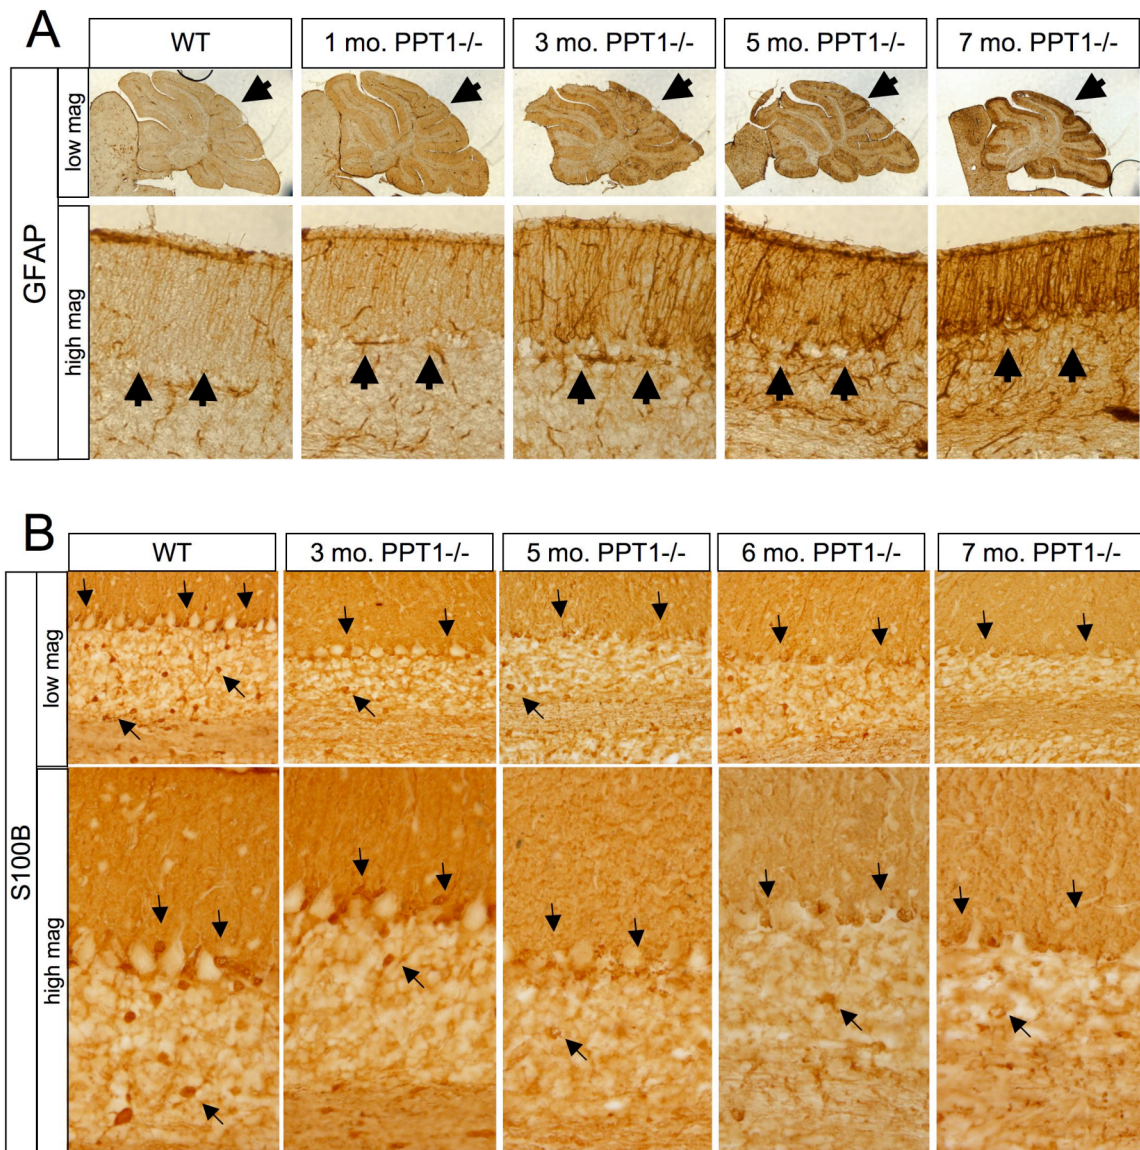 A
WT
1 mo. PPT1-/-
3 mo. PPT1-/-
5 mo. PPT1-/-
7 mo. PPT1-/-
GFAP
low mag
high mag
B
WT
3 mo. PPT1-/-
5 mo. PPT1-/-
6 mo. PPT1-/-
7 mo. PPT1-/-
S100B
low mag
high mag